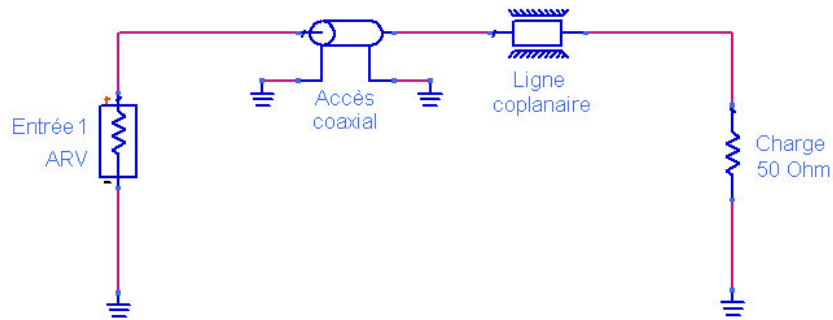 Entrée 1
ARV
Accès
coaxial
Ligne
coplanaire
Charge
50 Ohm